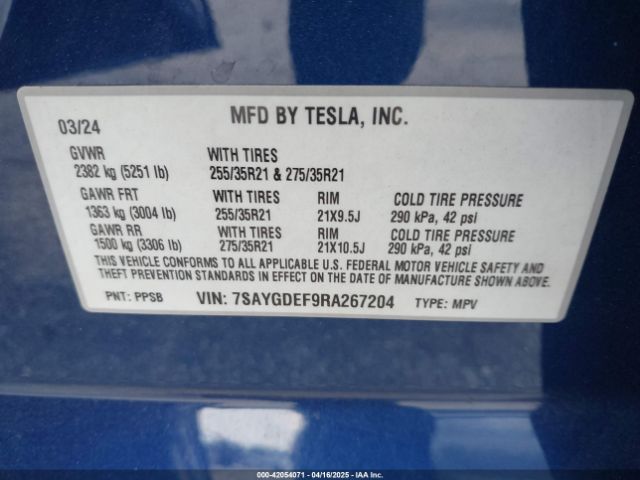 MFD BY TESLA, INC.
03/24
GVWR WITH TIRES
2382 kg (5251 lb) 255/35R21 & 275/35R21
GAWR FRT WITH TIRES RIM COLD TIRE PRESSURE
1363 kg (3004 lb) 255/35R21 21X9.5J 290 kPa, 42 psi
GAWR RR WITH TIRES RIM COLD TIRE PRESSURE
1500 kg (3306 lb) 275/35R21 21X10.5J 290 kPa, 42 psi
THIS VEHICLE CONFORMS TO ALL APPLICABLE U.S. FEDERAL MOTOR VEHICLE SAFETY AND
THEFT PREVENTION STANDARDS IN EFFECT ON THE DATE OF MANUFACTURE SHOWN ABOVE.
PNT: PPSB VIN: 7SAYGDEF9RA267204 TYPE: MPV
000-42054071 - 04/16/2025 - IAA Inc.